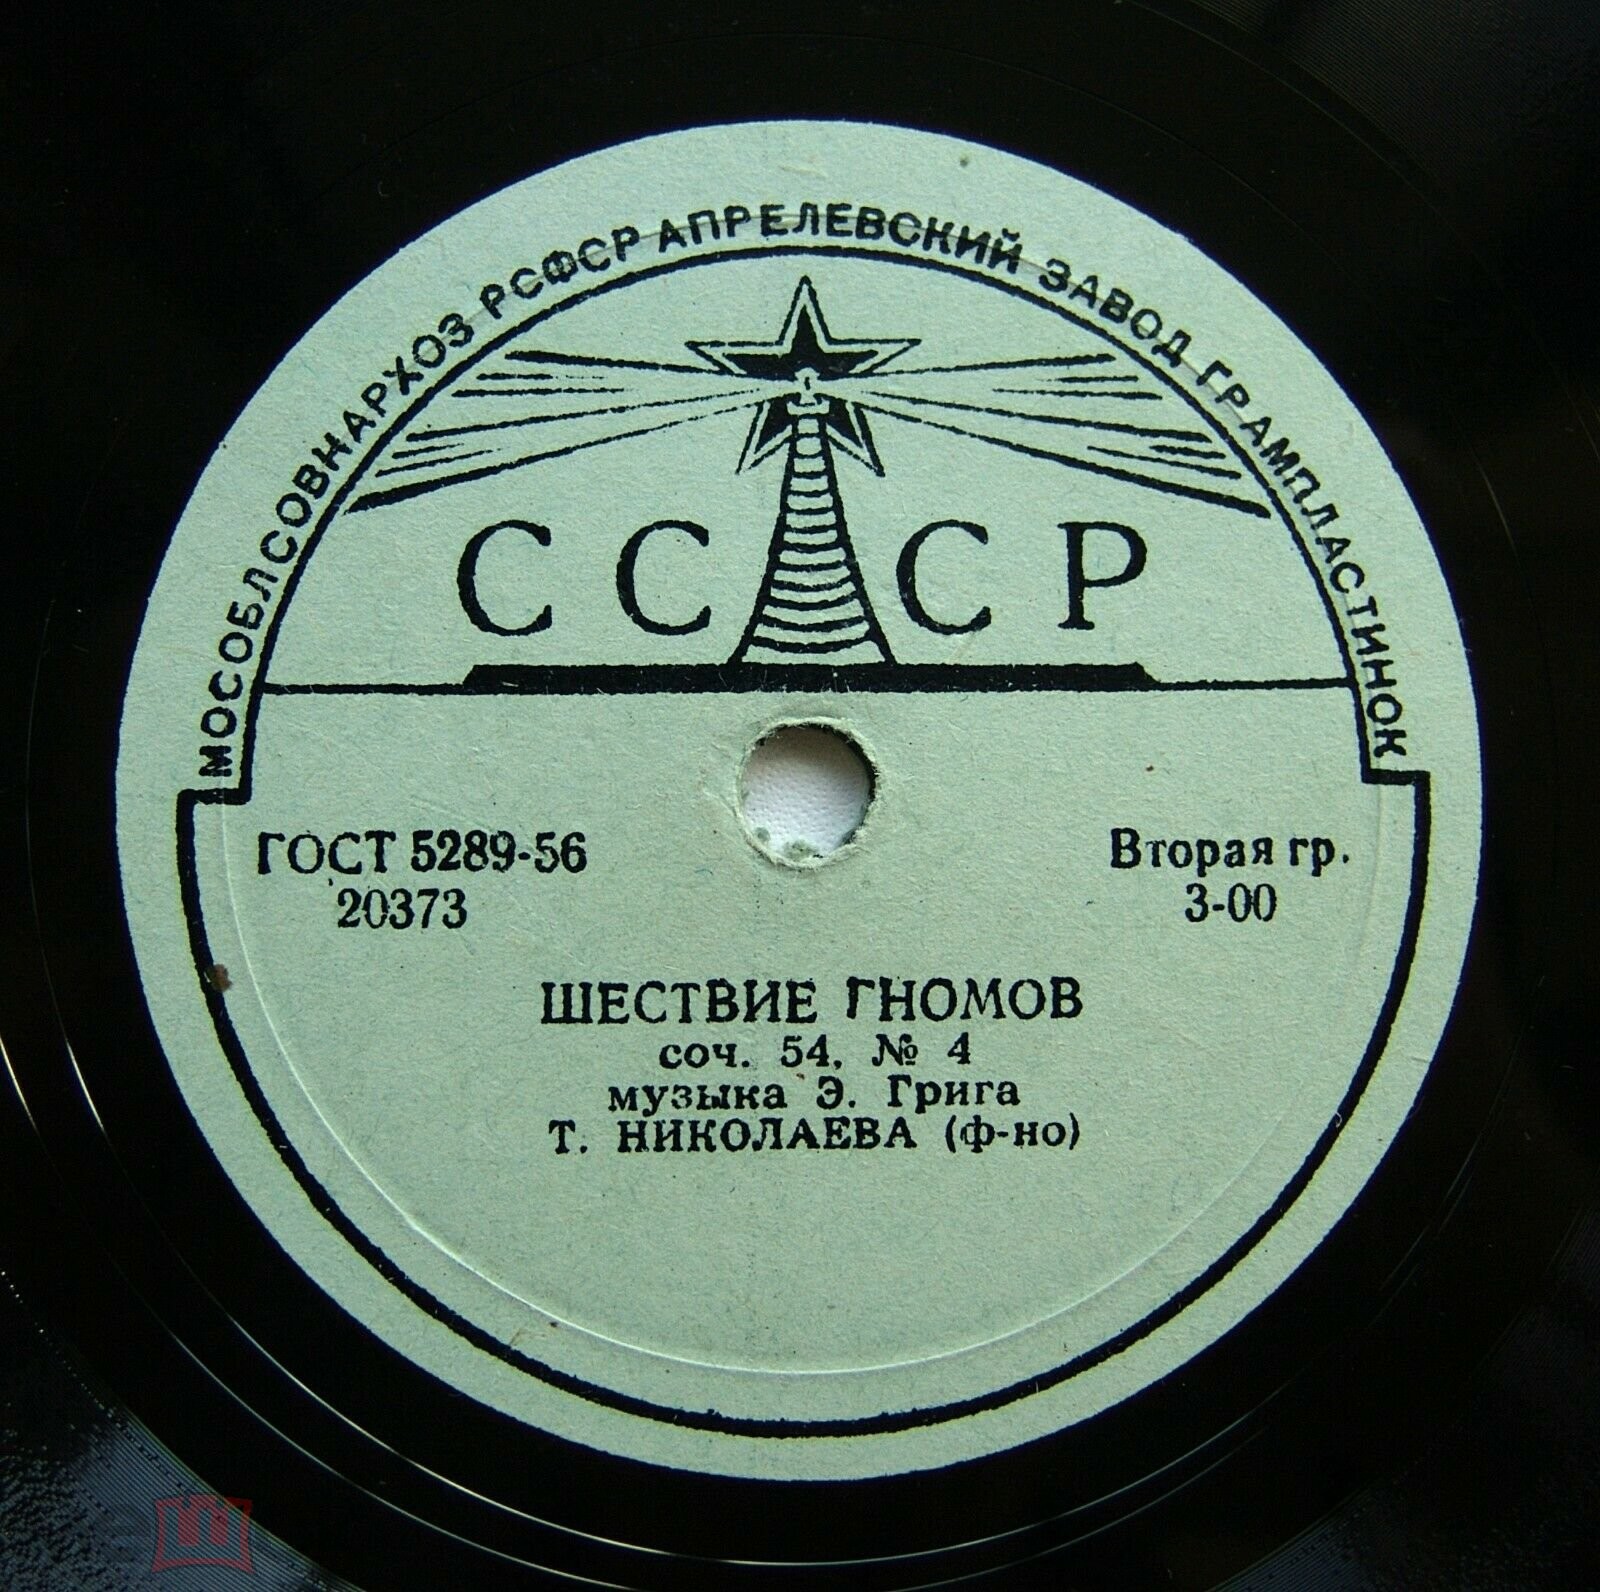 МОСОБЛСОВНАРХОЗ РСФСР АПРЕЛЕВСКИЙ ЗАВОД ГРАМПЛАСТИНОК
СССР
ГОСТ 5289-56
20373
Вторая гр.
3-00
ШЕСТВИЕ ГНОМОВ
соч. 54, № 4
музыка Э. Грига
Т. НИКОЛАЕВА (ф-но)